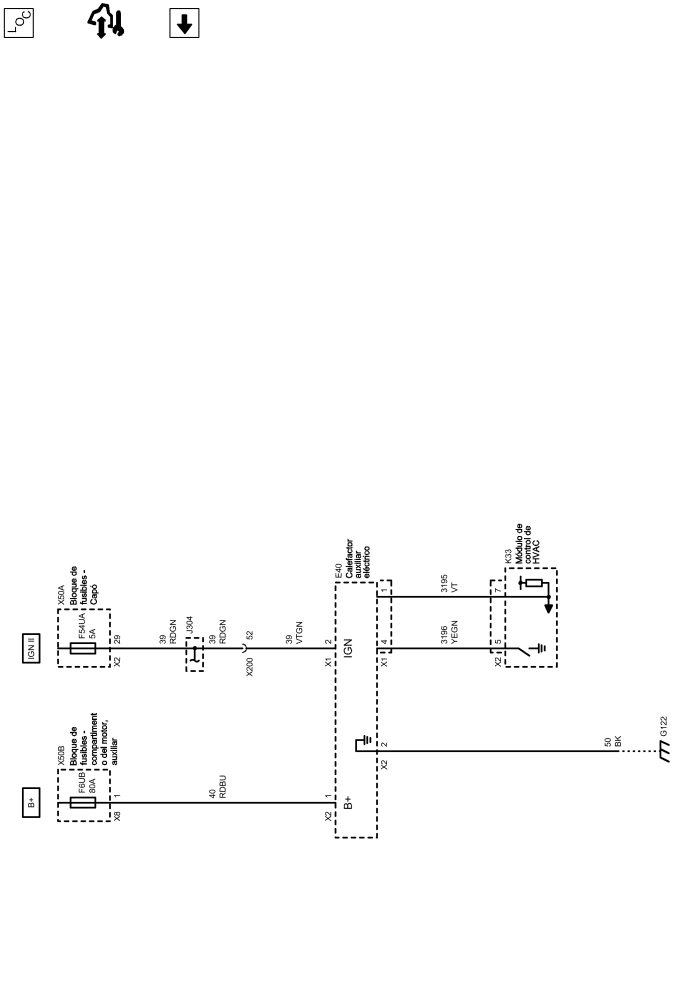 LOC
B+
IGN II
X50B
Bloque de
fusibles -
compartiment
o del motor,
auxiliar
F6UB
80A
X8
1
40
RDBU
X2
1
B+
X50A
Bloque de
fusibles -
Capó
F54UA
5A
X2
29
39
RDGN
J304
39
RDGN
X200
52
39
VTGN
X1
2
IGN
E40
Calefactor
auxiliar
eléctrico
X2
2
50
BK
G122
X1
4
1
3196
YEGN
3195
VT
X2
5
7
K33
Módulo de
control de
HVAC